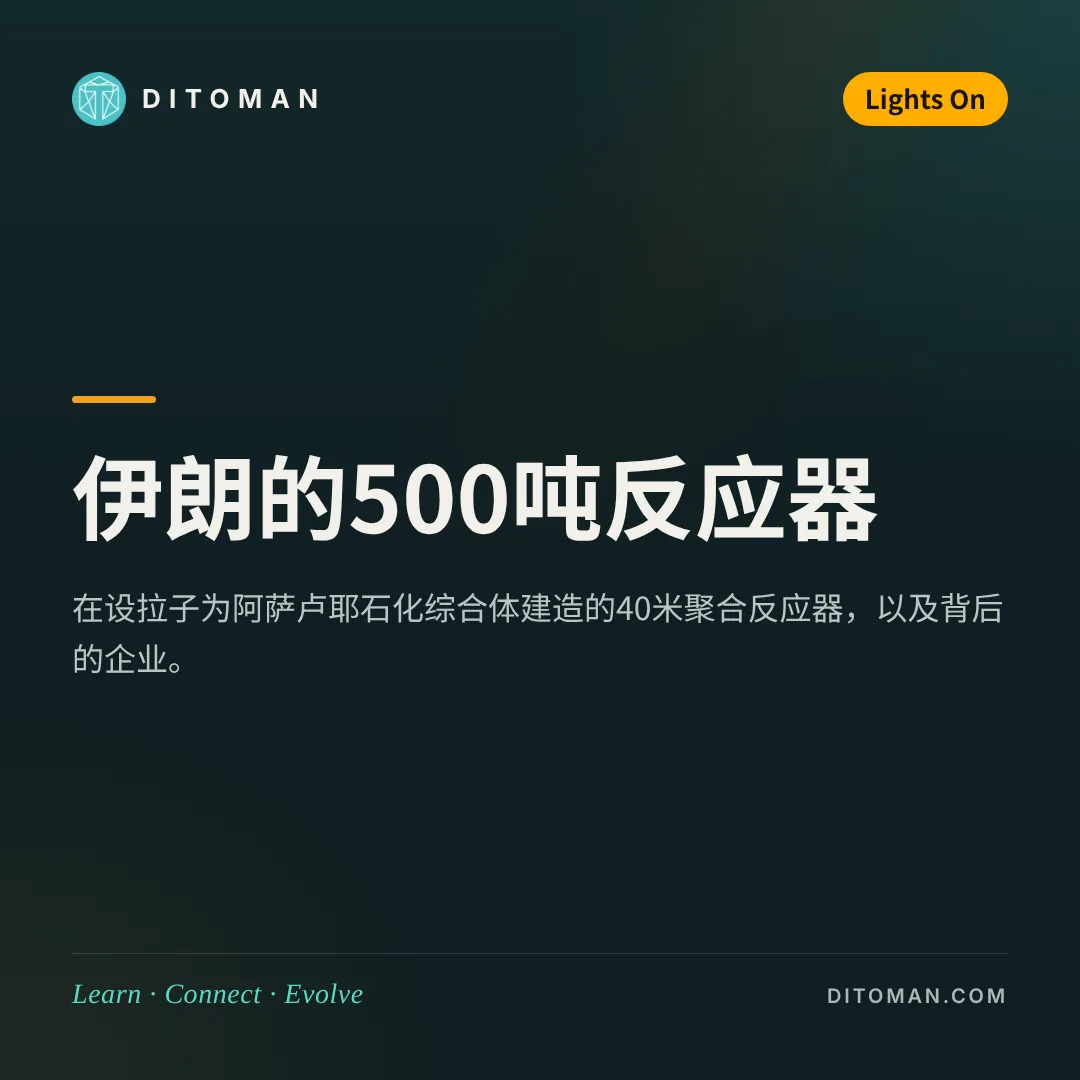 DITOMAN
Lights On
伊朗的500吨反应器
在设拉子为阿萨卢耶石化综合体建造的40米聚合反应器，以及背后
的企业。
Learn · Connect · Evolve
DITOMAN.COM